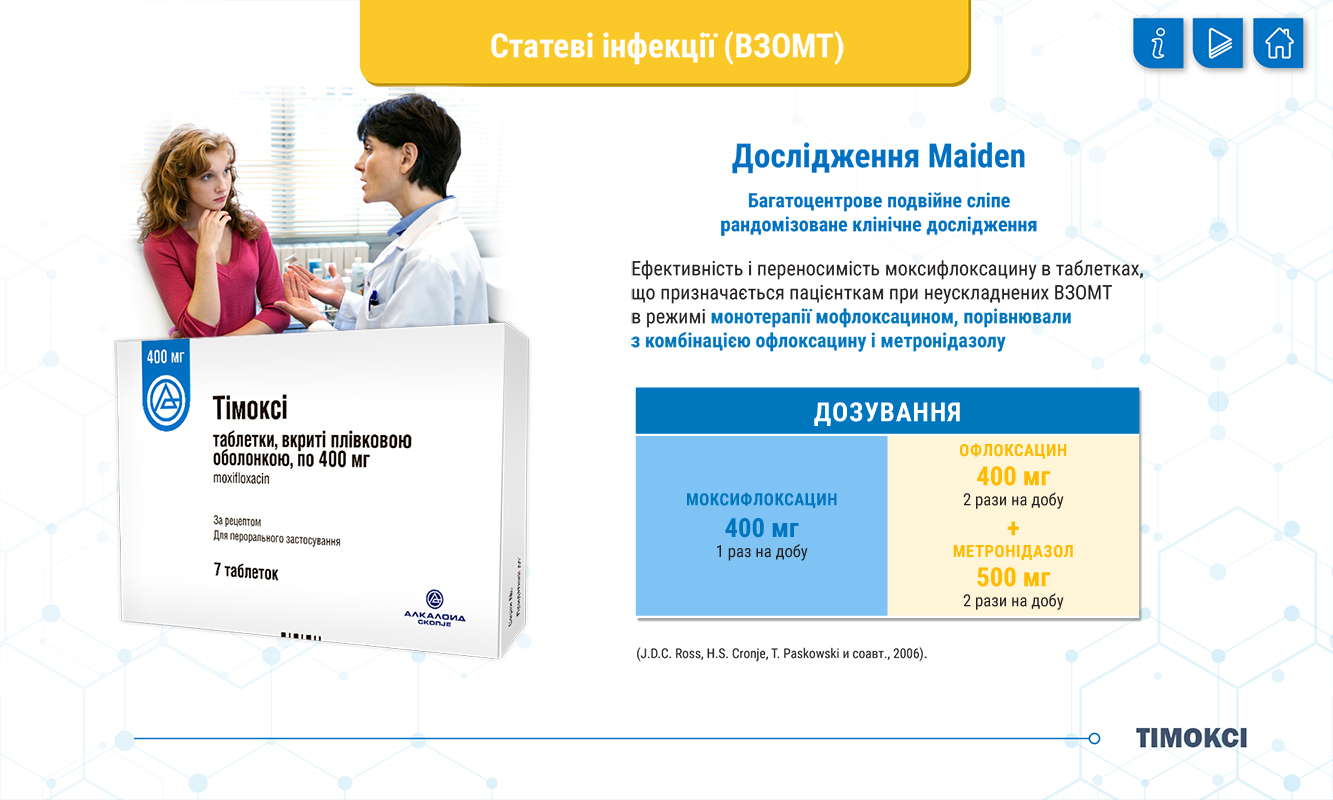 Статеві інфекції (ВЗОМТ)
Дослідження Maiden
Багатоцентрове подвійне сліпе
рандомізоване клінічне дослідження
Ефективність і переносимість моксифлоксацину в таблетках,
що призначається пацієнткам при неускладнених ВЗОМТ
в режимі монотерапії мофлоксацином, порівнювали
з комбінацією офлоксацину і метронідазолу
400 мг
Тімоксі
таблетки, вкриті плівковою
оболонкою, по 400 мг
moxifloxacin
За рецептом
Для перорального застосування
7 таблеток
АЛКАЛОИД
СКОПЈЕ
ДОЗУВАННЯ
МОКСИФЛОКСАЦИН
400 мг
1 раз на добу
ОФЛОКСАЦИН
400 мг
2 рази на добу
+
МЕТРОНІДАЗОЛ
500 мг
2 рази на добу
(J.D.C. Ross, H.S. Cronje, T. Paskowski и соавт., 2006).
ТІМОКСІ